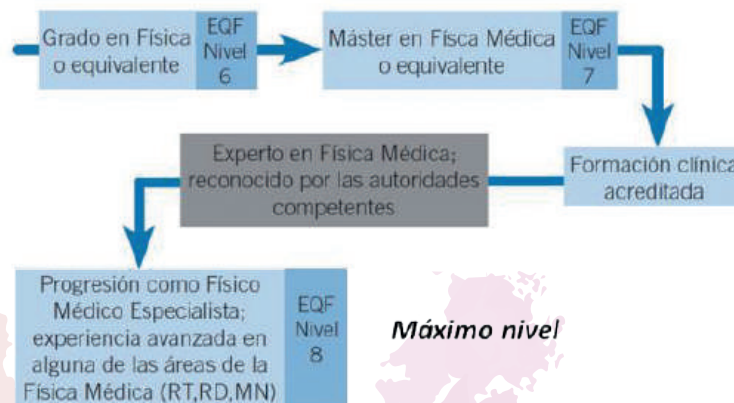 Grado en Física
o equivalente
EQF
Nivel
6
Máster en Físca Médica
o equivalente
EQF
Nivel
7
Experto en Física Médica;
reconocido por las autoridades
competentes
Formación clínica
acreditada
Progresión como Físico
Médico Especialista;
experiencia avanzada en
alguna de las áreas de la
Física Médica (RT,RD,MN)
EQF
Nivel
8
Máximo nivel